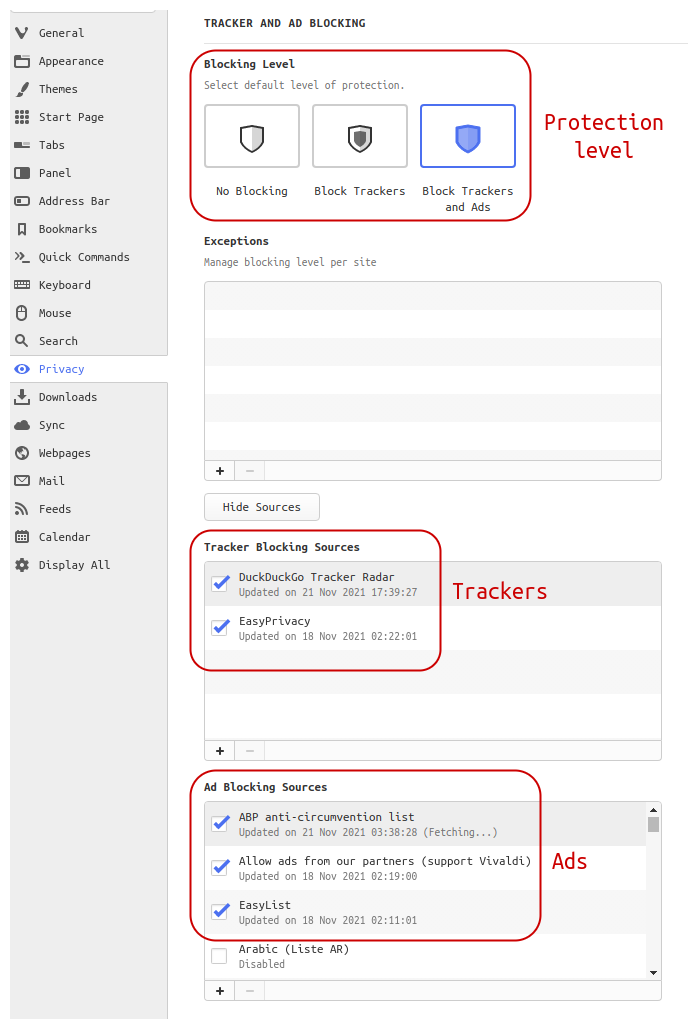 General
Appearance
Themes
Start Page
Tabs
Panel
Address Bar
Bookmarks
Quick Commands
Keyboard
Mouse
Search
Privacy
Downloads
Sync
Webpages
Mail
Feeds
Calendar
Display All
TRACKER AND AD BLOCKING
Blocking Level
Select default level of protection.
No Blocking
Block Trackers
Block Trackers
and Ads
Protection
level
Exceptions
Manage blocking level per site
Hide Sources
Tracker Blocking Sources
DuckDuckGo Tracker Radar
Updated on 21 Nov 2021 17:39:27
EasyPrivacy
Updated on 18 Nov 2021 02:22:01
Trackers
Ad Blocking Sources
ABP anti-circumvention list
Updated on 21 Nov 2021 03:38:28 (Fetching...)
Allow ads from our partners (support Vivaldi)
Updated on 18 Nov 2021 02:19:00
EasyList
Updated on 18 Nov 2021 02:11:01
Ads
Arabic (Liste AR)
Disabled